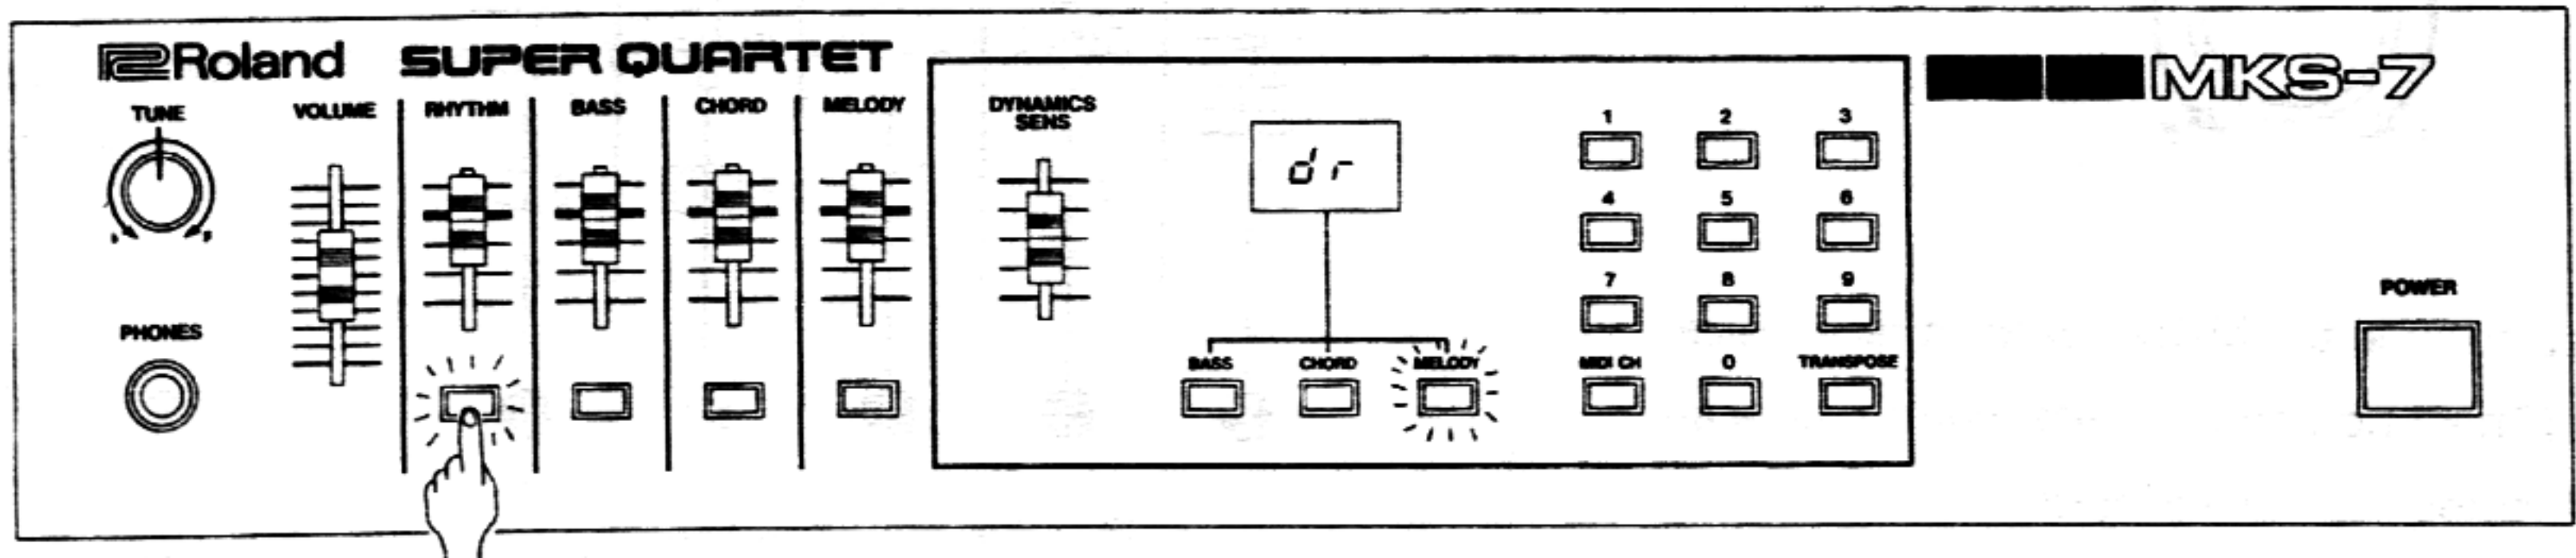 Roland SUPER QUARTET
MKS-7
TUNE
VOLUME
RHYTHM
BASS
CHORD
MELODY
DYNAMICS
SENS
dr
1 2 3
4 5 6
7 8 9
PHONES
POWER
BASS
CHORD
MELODY
MIDI CH
0
TRANSPOSE